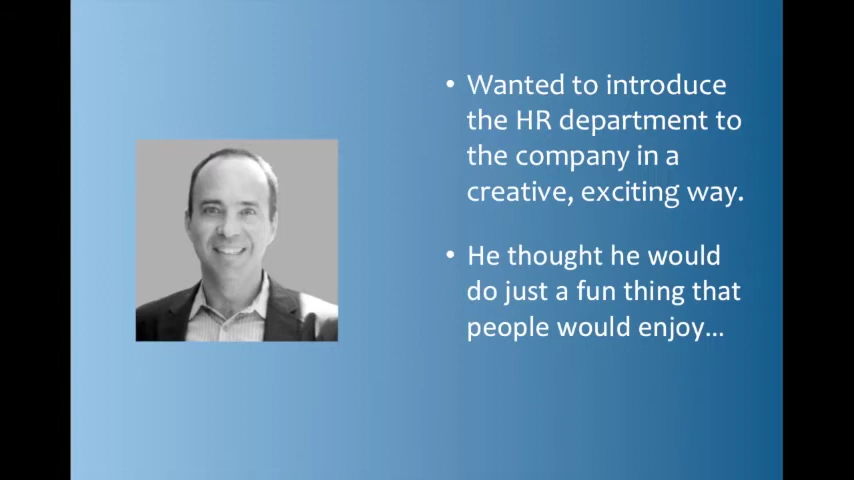 • Wanted to introduce
the HR department to
the company in a
creative, exciting way.
• He thought he would
do just a fun thing that
people would enjoy...